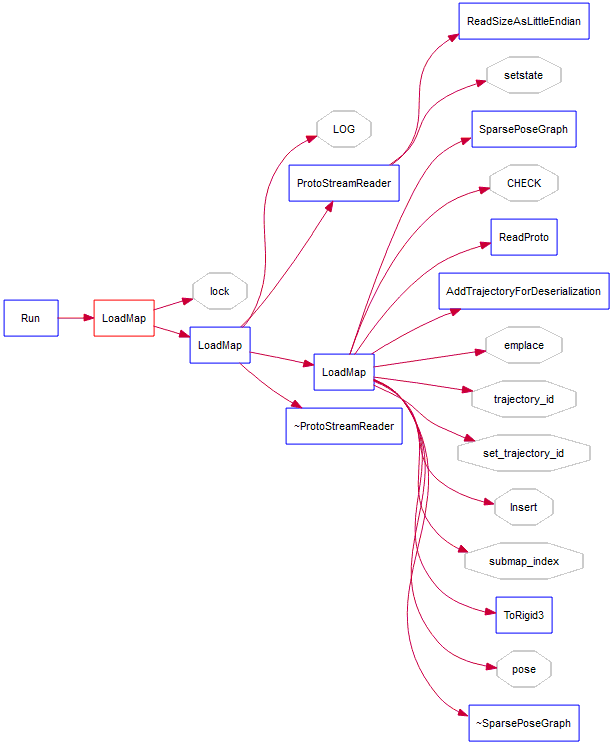 ReadSizeAsLittleEndian
setstate
SparsePoseGraph
LOG
ProtoStreamReader
CHECK
ReadProto
AddTrajectoryForDeserialization
lock
Run
LoadMap
LoadMap
emplace
LoadMap
trajectory_id
~ProtoStreamReader
set_trajectory_id
Insert
submap_index
ToRigid3
pose
~SparsePoseGraph